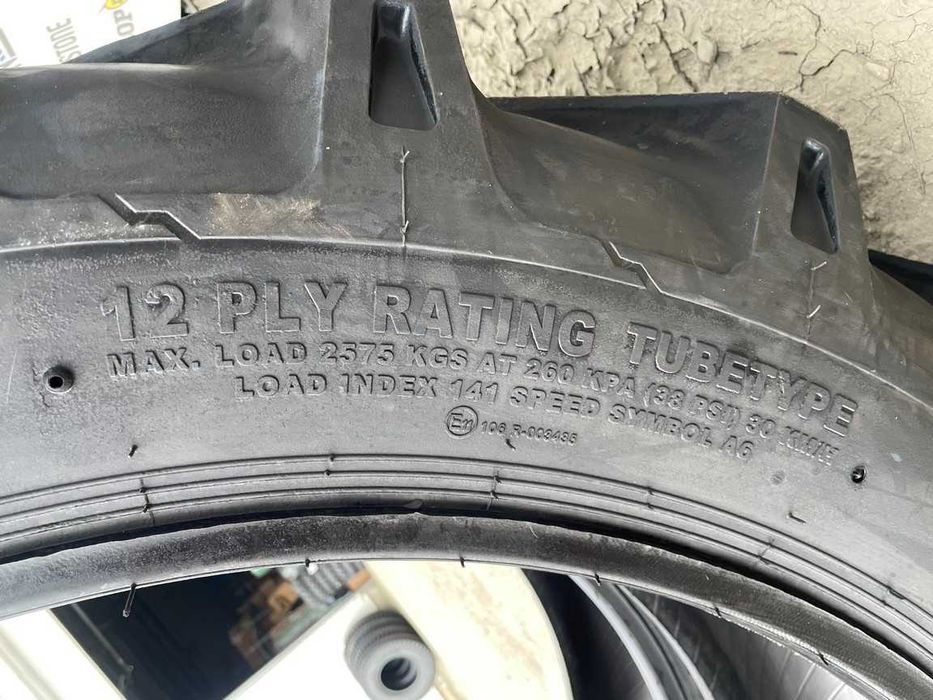 12 PLY RATING TUBETYPE
MAX. LOAD 2575 KGS AT 260 KPA (38 PSI) 30 KM/H
LOAD INDEX 141 SPEED SYMBOL A6
E11 106 R-003485